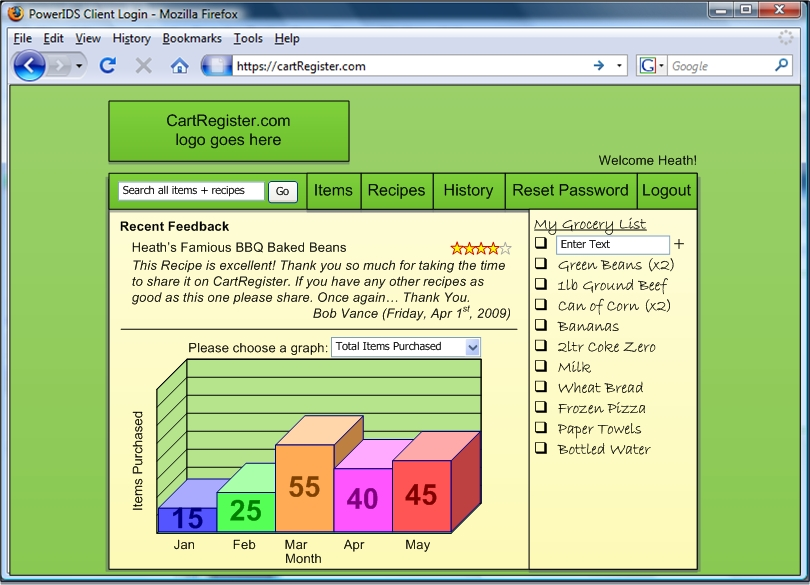 PowerIDS Client Login - Mozilla Firefox
File Edit View History Bookmarks Tools Help
https://cartRegister.com
G Google
CartRegister.com
logo goes here
Welcome Heath!
Search all items + recipes Go Items Recipes History Reset Password Logout
Recent Feedback
Heath's Famious BBQ Baked Beans
This Recipe is excellent! Thank you so much for taking the time
to share it on CartRegister. If you have any other recipes as
good as this one please share. Once again... Thank You.
Bob Vance (Friday, Apr 1st, 2009)
Please choose a graph: Total Items Purchased
Items Purchased
15 25 55 40 45
Jan Feb Mar Apr May
Month
My Grocery List
Enter Text +
Green Beans (x2)
1lb Ground Beef
Can of Corn (x2)
Bananas
2ltr Coke Zero
Milk
Wheat Bread
Frozen Pizza
Paper Towels
Bottled Water